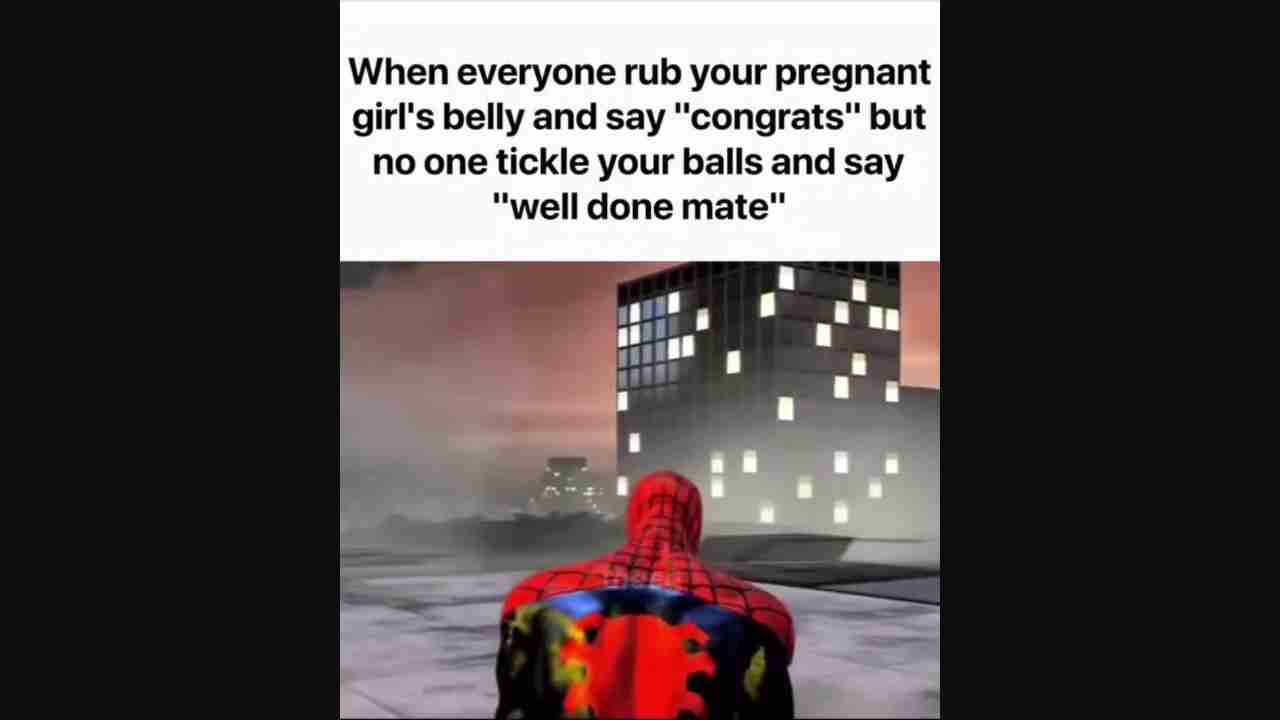 When everyone rub your pregnant
girl's belly and say "congrats" but
no one tickle your balls and say
"well done mate"